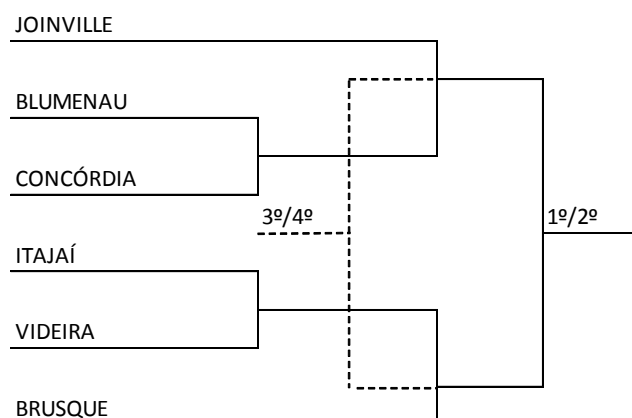 JOINVILLE
BLUMENAU
CONCÓRDIA
3º/4º
1º/2º
ITAJAÍ
VIDEIRA
BRUSQUE